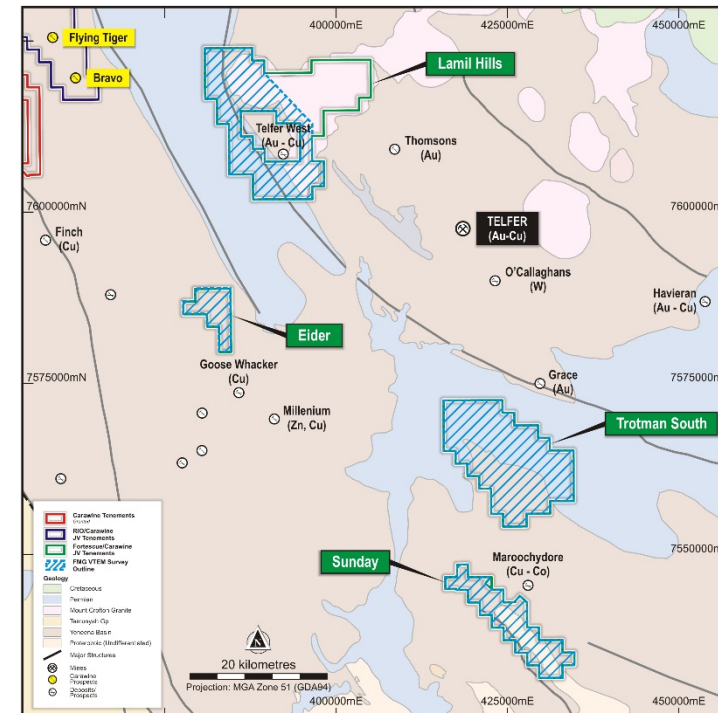 400000mE
425000mE
450000mE
Flying Tiger
Bravo
Lamil Hills
Telfer West
(Au - Cu)
Thomsons
(Au)
7600000mN
7600000mN
TELFER
(Au-Cu)
Finch
(Cu)
O'Callaghans
(W)
Havieran
(Au - Cu)
Eider
Goose Whacker
(Cu)
7575000mN
7575000mN
Grace
(Au)
Millenium
(Zn, Cu)
Trotman South
Carawine Tenements
Granted
RIO/Carawine
JV Tenements
Fortescue/Carawine
JV Tenements
FMG VTEM Survey
Outline
Geology
Cretaceous
Permian
Mount Crofton Granite
Yeneena Basin
Proterozoic (Undifferentiated)
Major Structures
Mines
Carawine
Prospects
Deposits/
Prospects
7550000mN
Maroochydore
(Cu - Co)
Sunday
20 kilometres
Projection: MGA Zone 51 (GDA94)
400000mE
425000mE
450000mE